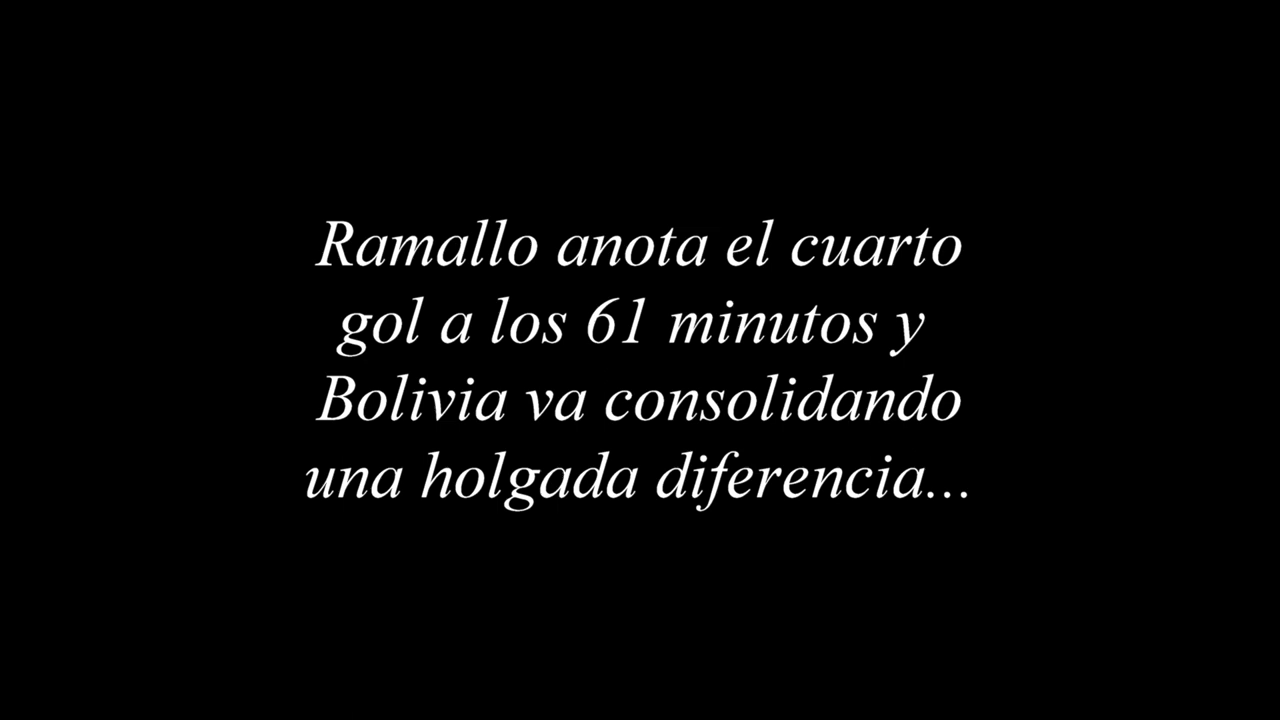 Ramallo anota el cuarto
gol a los 61 minutos y
Bolivia va consolidando
una holgada diferencia...